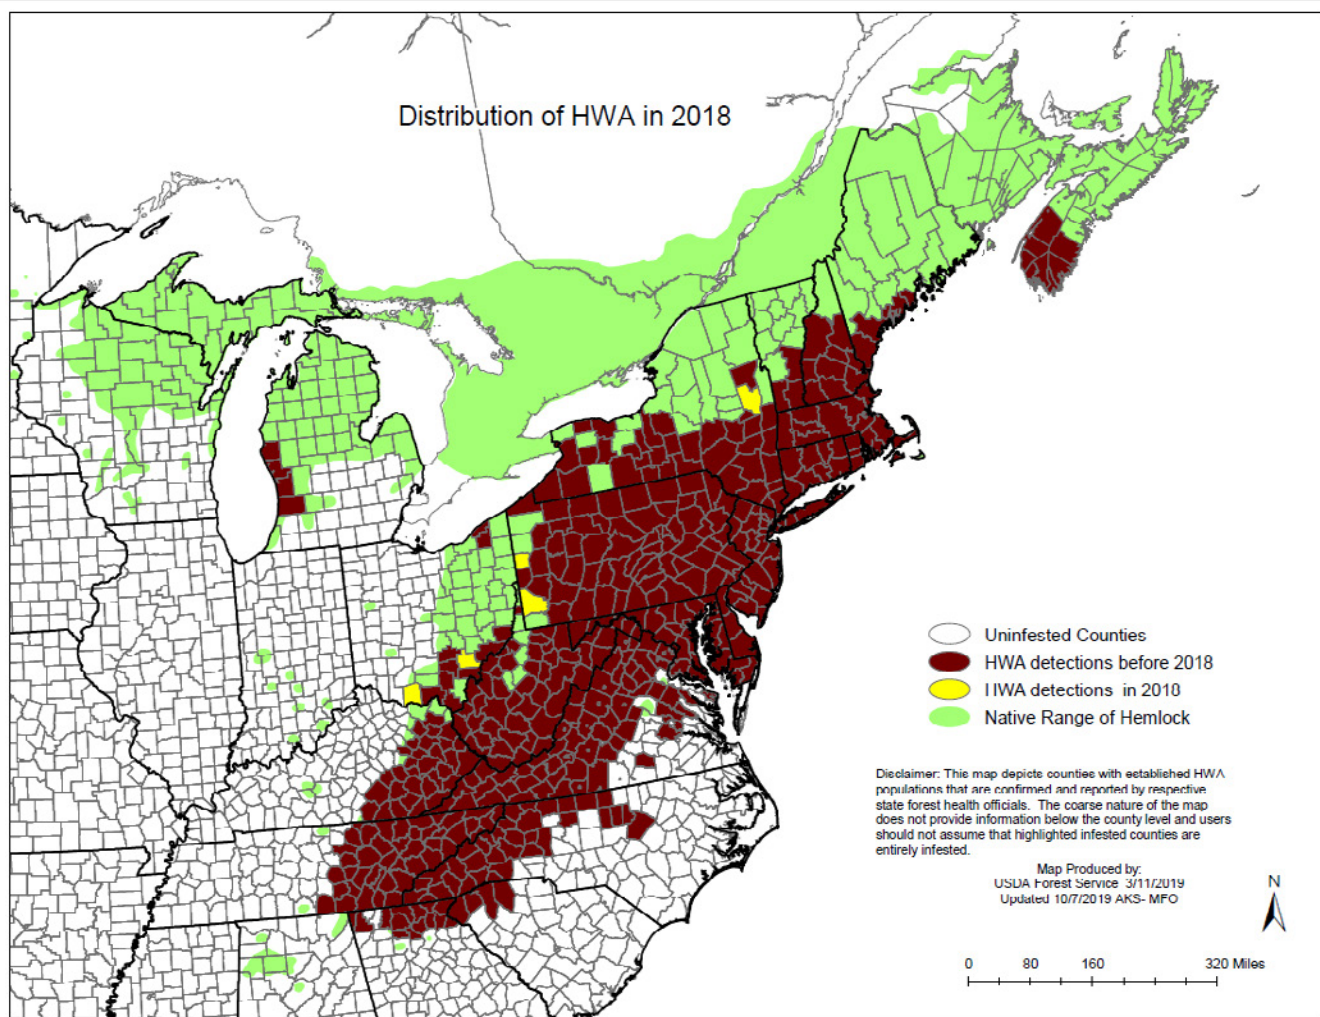 Distribution of HWA in 2018
Uninfested Counties
HWA detections before 2018
HWA detections in 2018
Native Range of Hemlock
Disclaimer: This map depicts counties with established HWA
populations that are confirmed and reported by respective
state forest health officials. The coarse nature of the map
does not provide information below the county level and users
should not assume that highlighted infested counties are
entirely infested.
Map Produced by:
USDA Forest Service 3/11/2019
Updated 10/7/2019 AKS- MFO
N
0 80 160 320 Miles